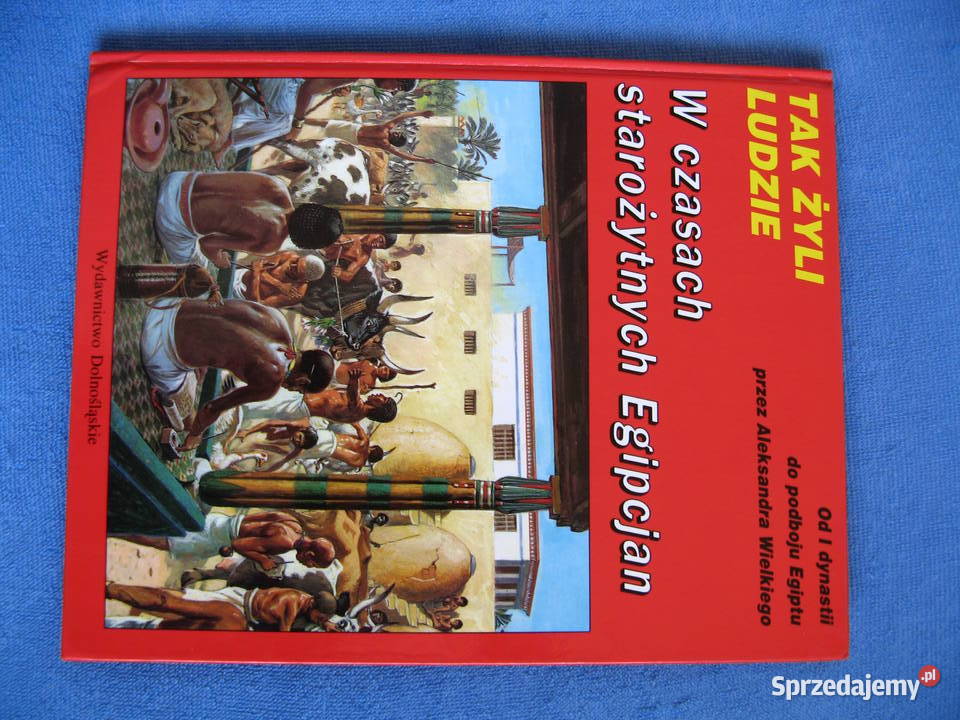 TAK ŻYLI
LUDZIE
Od I dynastii
do podboju Egiptu
przez Aleksandra Wielkiego
W czasach
starożytnych Egipcjan
Wydawnictwo Dolnośląskie
Sprzedajemy.pl